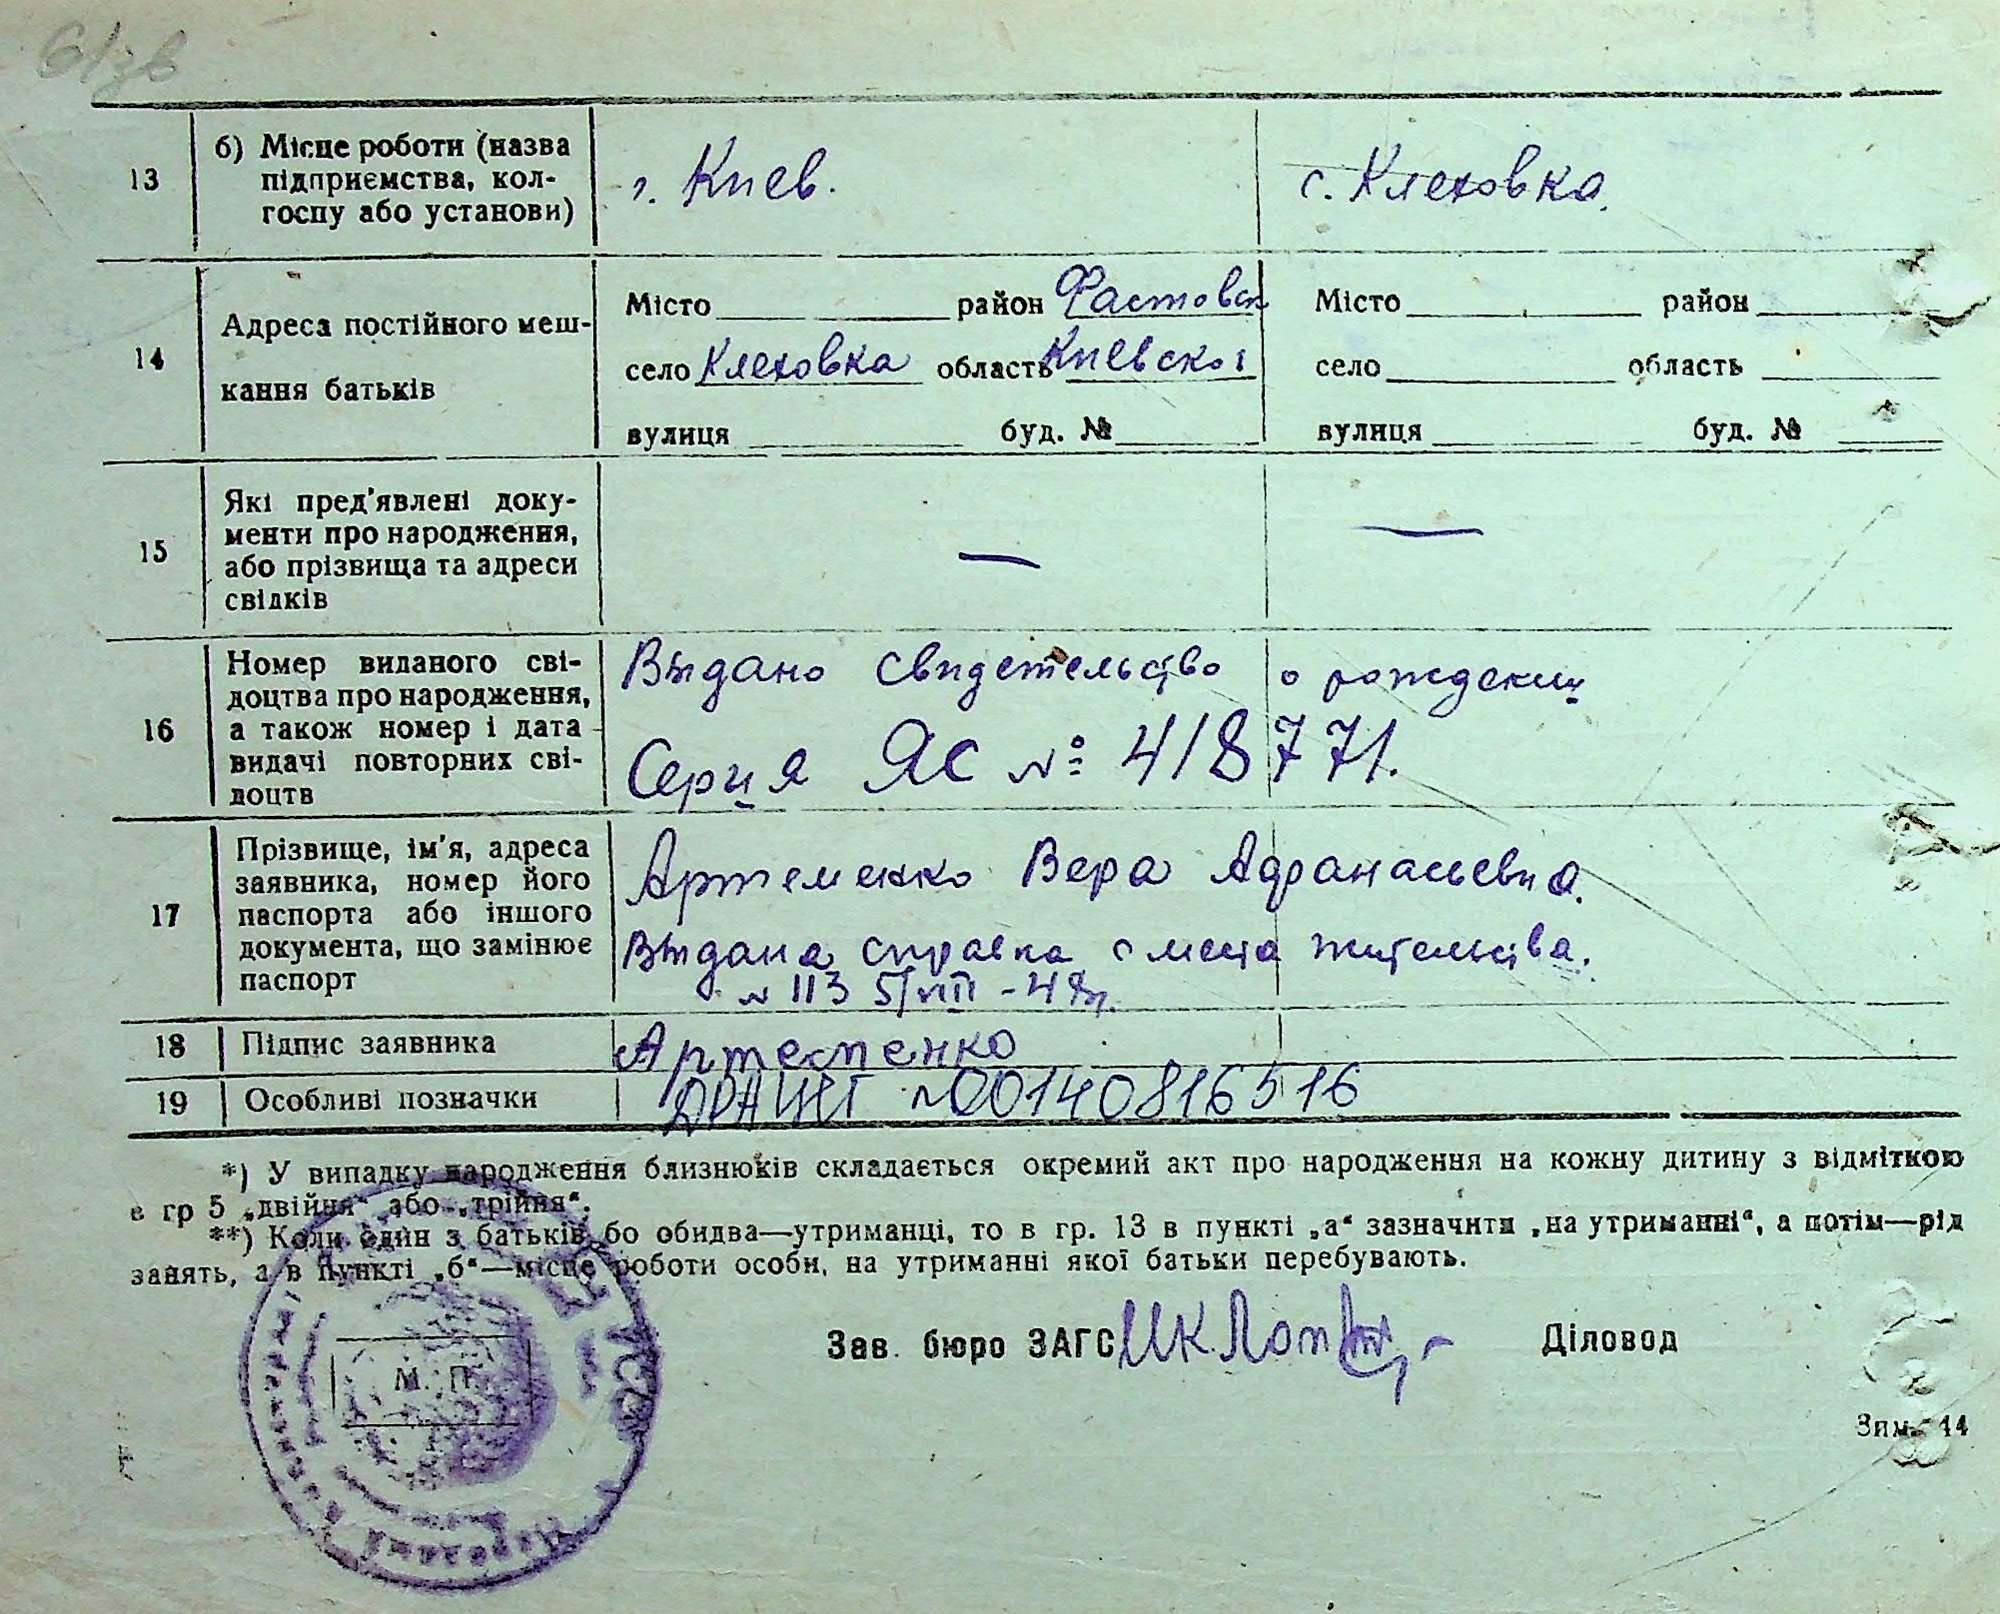 61зв
13
б) Місце роботи (назва
підприємства, кол-
госпу або установи)
г. Киев.
с. Клеховка.
14
Адреса постійного меш-
кання батьків
Місто район Фастовск
село Клеховка область Киевской
вулиця буд. №
Місто район
село область
вулиця буд. №
15
Які пред'явлені доку-
менти про народження,
або прізвища та адреси
свідків
—
—
16
Номер виданого сві-
доцтва про народження,
а також номер і дата
видачі повторних сві-
доцтв
Выдано свидетельство о рождении
Серия ЯС № 418771.
17
Прізвище, ім'я, адреса
заявника, номер його
паспорта або іншого
документа, що замінює
паспорт
Артеменко Вера Афанасьевна.
Выдана справка с места жительства.
№ 113 5/VIII - 49г.
18
Підпис заявника
Артеменко
19
Особливі позначки
ДРАЦСГ №00140816516
*) У випадку народження близнюків складається окремий акт про народження на кожну дитину з відміткою
в гр 5 „двійня“ або „трійня“.
**) Коли один з батьків бо обидва—утриманці, то в гр. 13 в пункті „а“ зазначити „на утриманні“, а потім—рід
занять, а в пункті „б“—місце роботи особи, на утриманні якої батьки перебувають.
Зав. бюро ЗАГС
Діловод
М. П.
Зим. 44